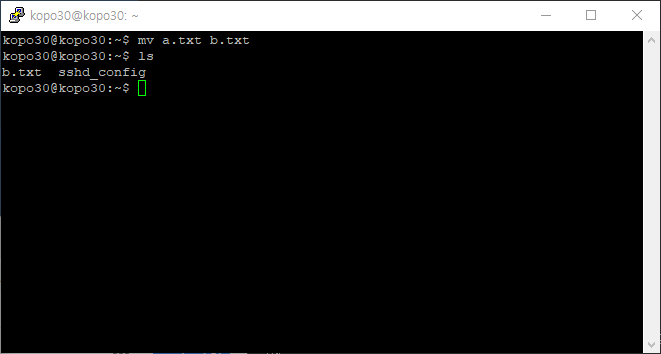 kopo30@kopo30: ~
kopo30@kopo30:~$ mv a.txt b.txt
kopo30@kopo30:~$ ls
b.txt  sshd_config
kopo30@kopo30:~$